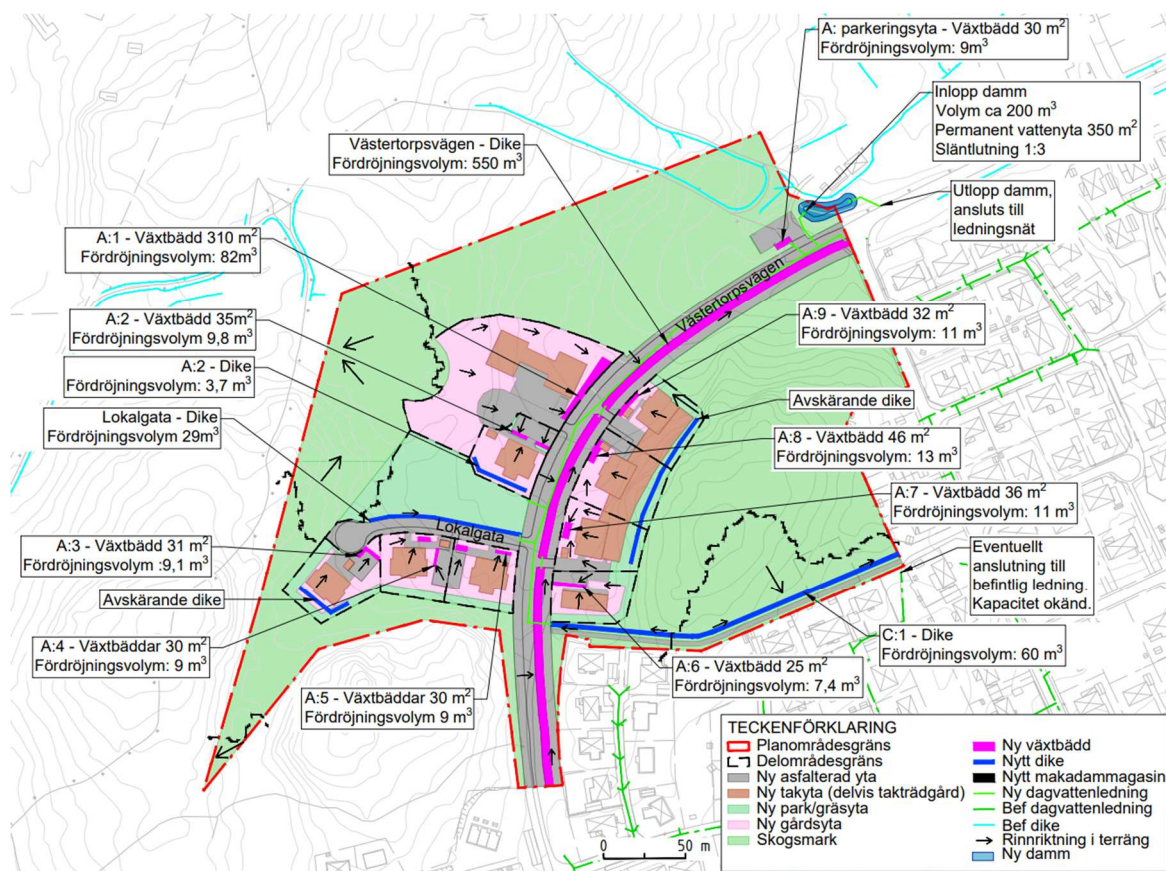 A: parkeringsyta - Växtbädd 30 m²
Fördröjningsvolym: 9m³
Inlopp damm
Volym ca 200 m³
Permanent vattenyta 350 m²
Släntlutning 1:3
Västertorpsvägen - Dike
Fördröjningsvolym: 550 m³
Utlopp damm,
ansluts till
ledningsnät
A:1 - Växtbädd 310 m²
Fördröjningsvolym: 82m³
Västertorpsvägen
A:2 - Växtbädd 35m²
Fördröjningsvolym 9,8 m³
A:9 - Växtbädd 32 m²
Fördröjningsvolym: 11 m³
A:2 - Dike
Fördröjningsvolym: 3,7 m³
Avskärande dike
Lokalgata - Dike
Fördröjningsvolym 29m³
A:8 - Växtbädd 46 m²
Fördröjningsvolym: 13 m³
A:7 - Växtbädd 36 m²
Fördröjningsvolym: 11 m³
Lokalgata
A:3 - Växtbädd 31 m²
Fördröjningsvolym :9,1 m³
Eventuellt
anslutning till
befintlig ledning.
Kapacitet okänd.
Avskärande dike
A:4 - Växtbäddar 30 m²
Fördröjningsvolym: 9 m³
C:1 - Dike
Fördröjningsvolym: 60 m³
A:6 - Växtbädd 25 m²
Fördröjningsvolym: 7,4 m³
A:5 - Växtbäddar 30 m²
Fördröjningsvolym 9 m³
TECKENFÖRKLARING
Planområdesgräns
Delområdesgräns
Ny asfalterad yta
Ny takyta (delvis takträdgård)
Ny park/gräsyta
Ny gårdsyta
Skogsmark
Ny växtbädd
Nytt dike
Nytt makadammagasin
Ny dagvattenledning
Bef dagvattenledning
Bef dike
Rinnriktning i terräng
Ny damm
0 50 m